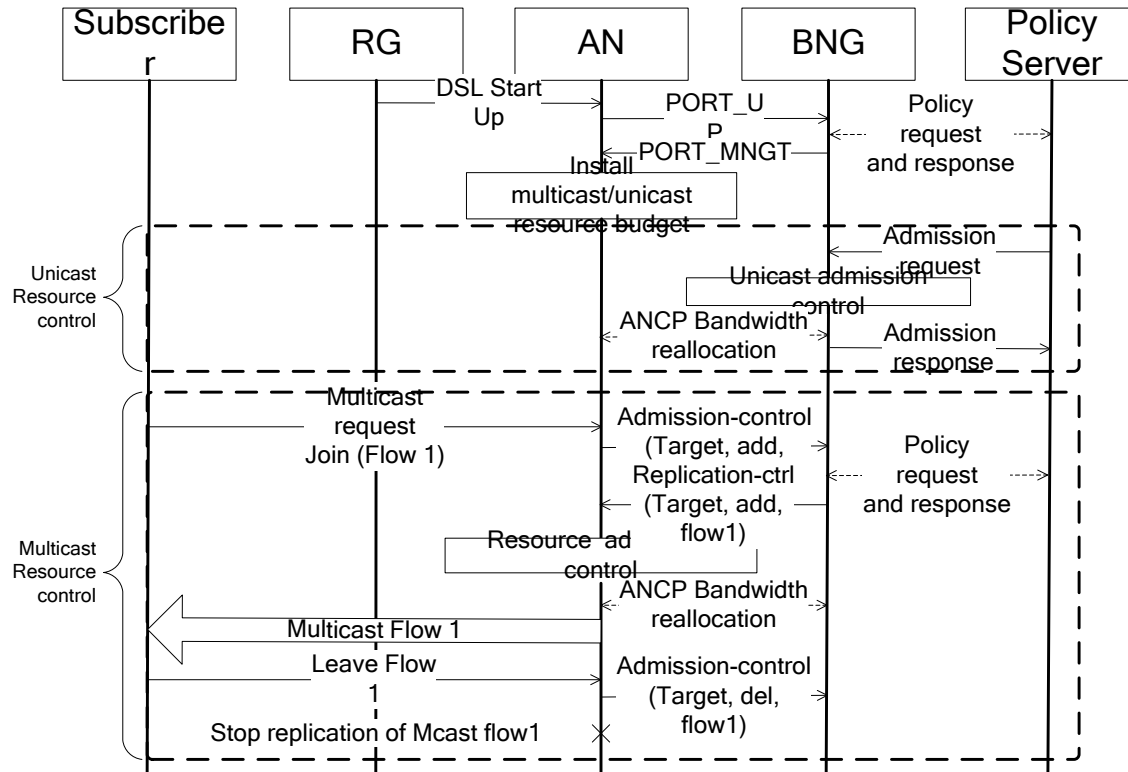 Subscribe
r
RG
AN
BNG
Policy
Server
DSL Start
Up
PORT_U
P
PORT_MNGT
Policy
request
and response
Install
multicast/unicast
resource budget
Unicast
Resource
control
Admission
request
Unicast admission
control
ANCP Bandwidth
reallocation
Admission
response
Multicast
Resource
control
Multicast
request
Join (Flow 1)
Admission-control
(Target, add,
Replication-ctrl
(Target, add,
flow1)
Policy
request
and response
Resource ad
control
ANCP Bandwidth
reallocation
Multicast Flow 1
Leave Flow
1
Admission-control
(Target, del,
flow1)
Stop replication of Mcast flow1